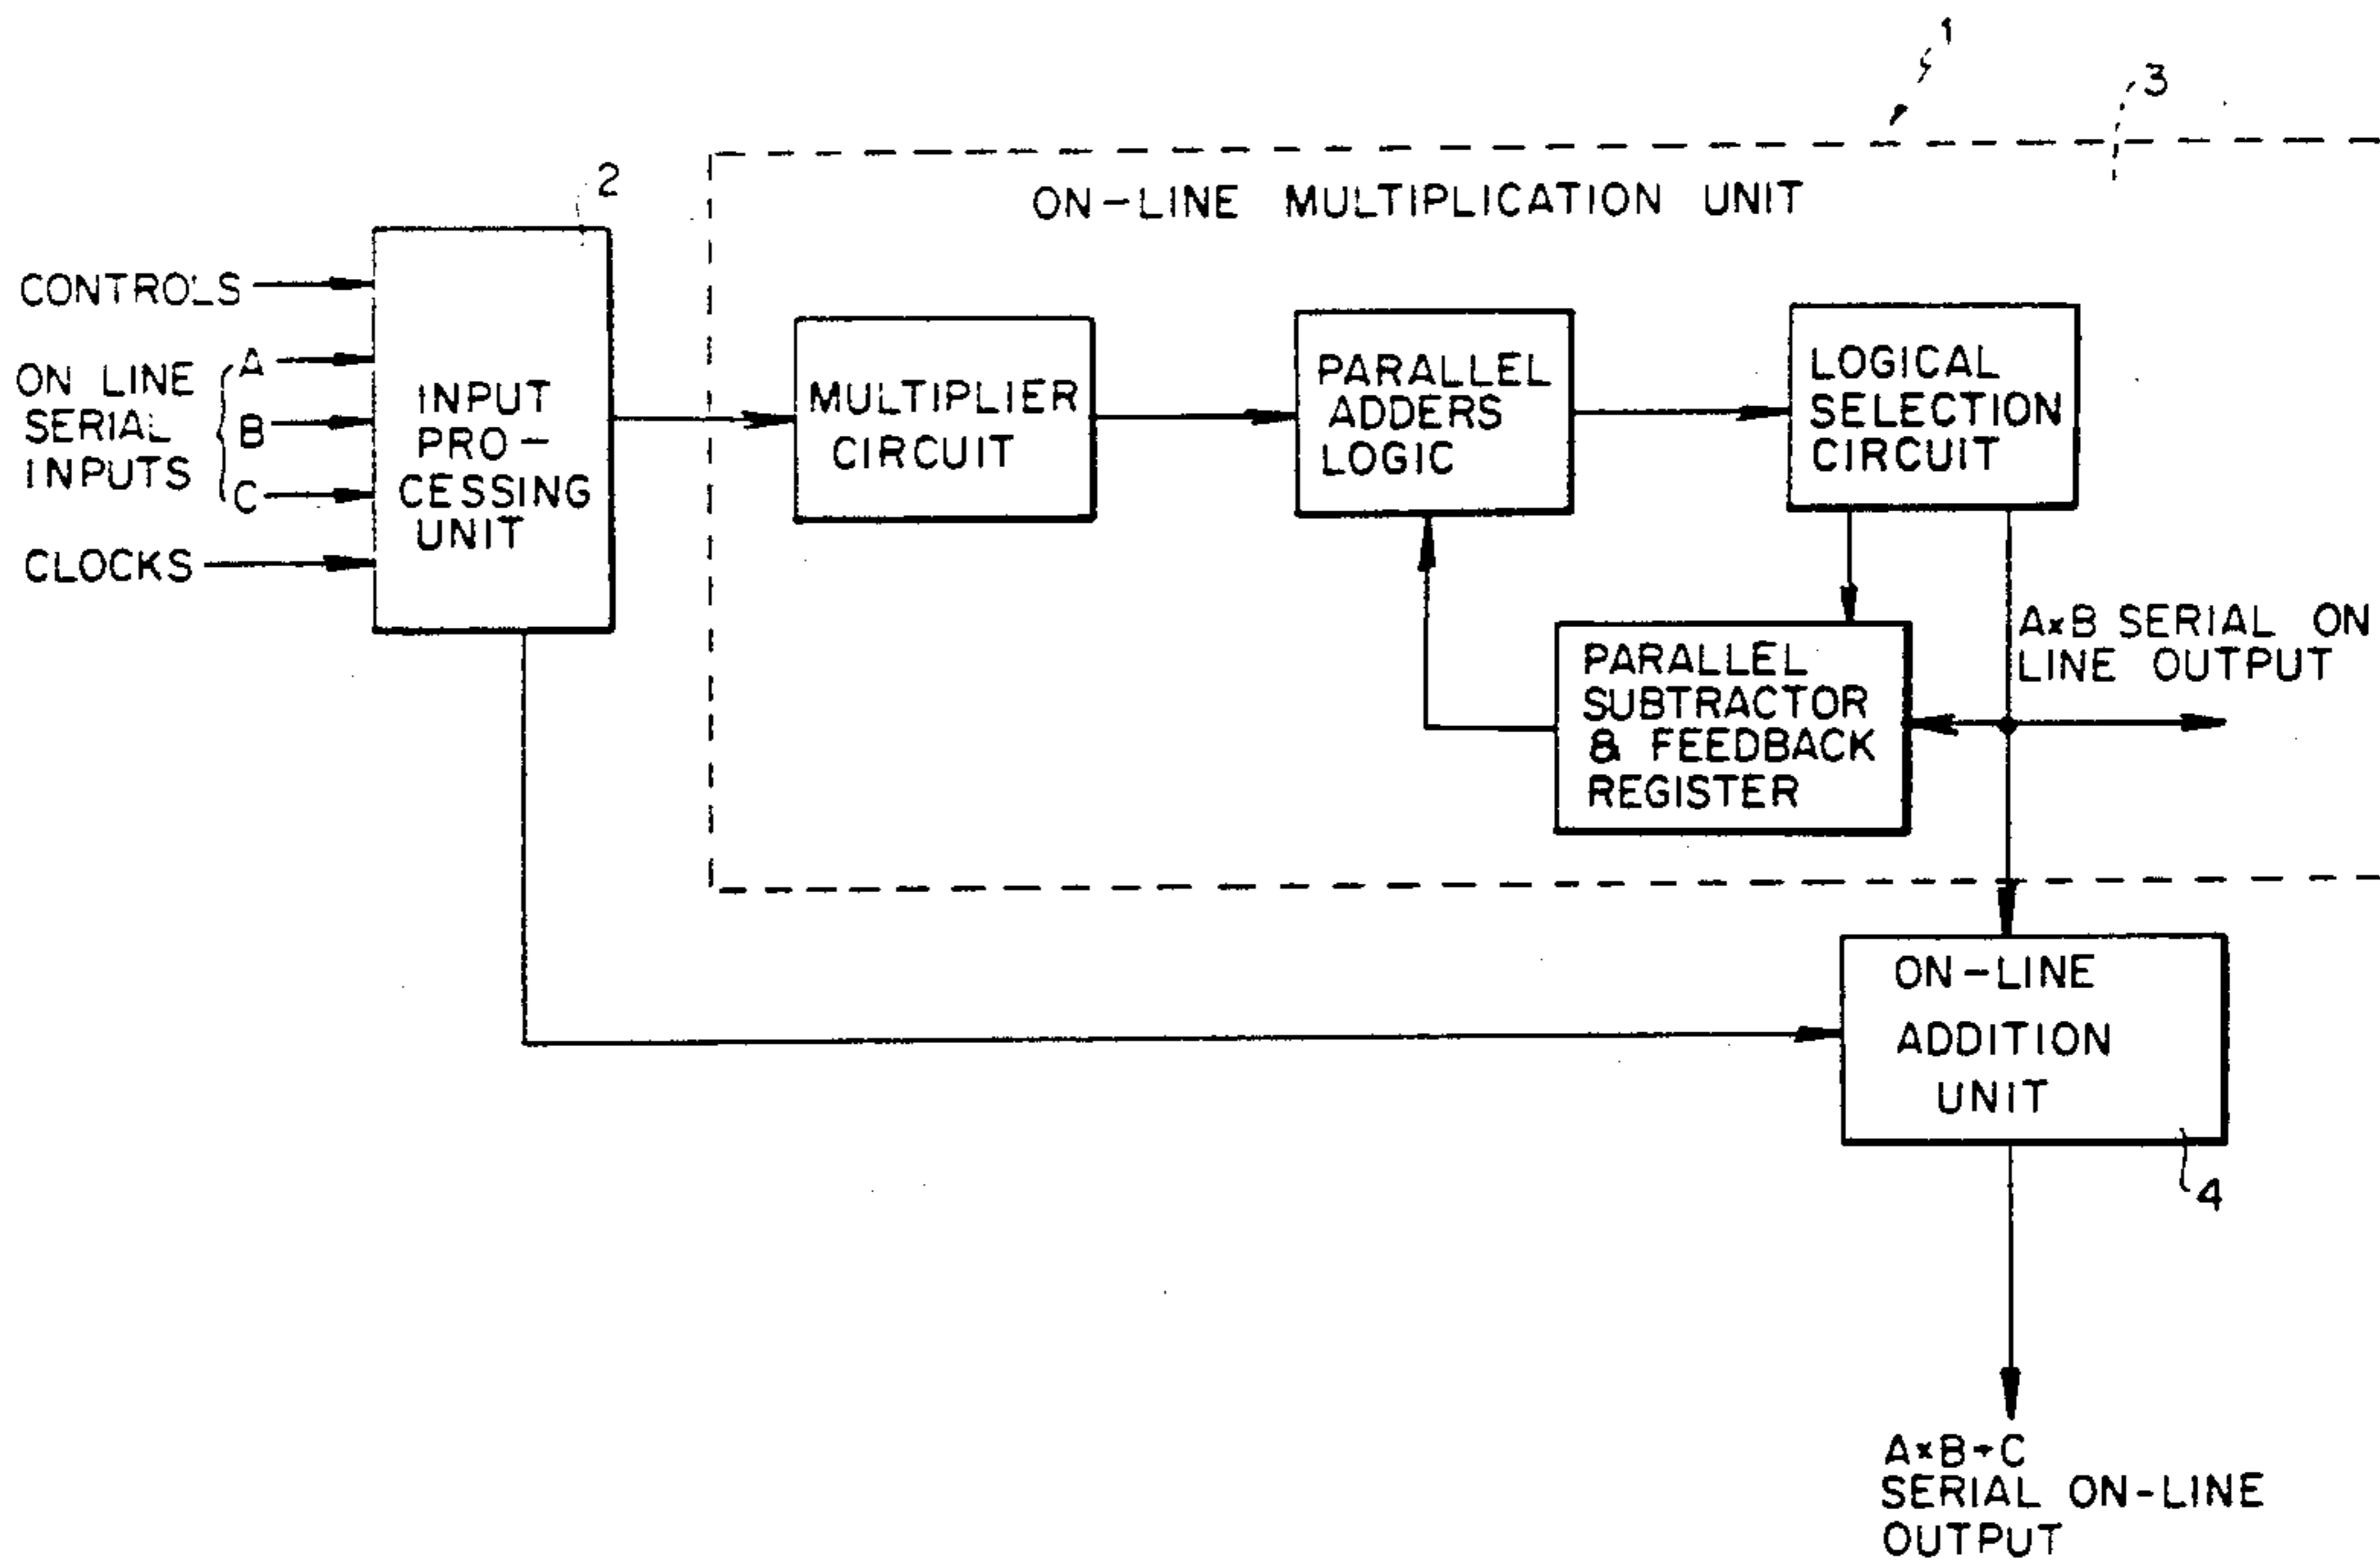 1
3
2
ON-LINE MULTIPLICATION UNIT
CONTROLS
ON LINE
SERIAL
INPUTS
A
B
C
CLOCKS
INPUT
PRO-
CESSING
UNIT
MULTIPLIER
CIRCUIT
PARALLEL
ADDERS
LOGIC
LOGICAL
SELECTION
CIRCUIT
PARALLEL
SUBTRACTOR
& FEEDBACK
REGISTER
A×B SERIAL ON
LINE OUTPUT
ON-LINE
ADDITION
UNIT
4
A×B+C
SERIAL ON-LINE
OUTPUT